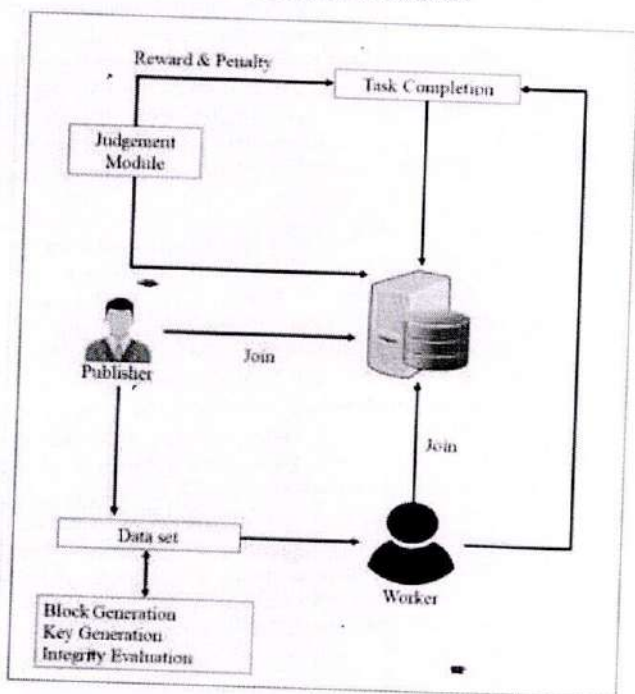 Reward & Penalty
Task Completion
Judgement
Module
Publisher
Join
Join
Data set
Worker
Block Generation
Key Generation
Integrity Evaluation